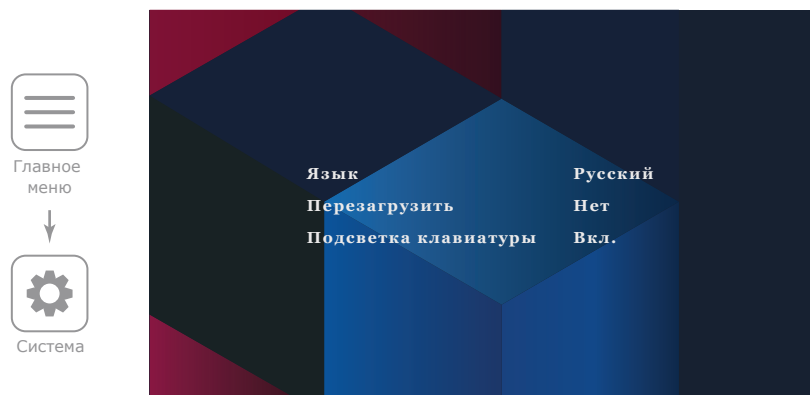 Главное
меню
Система
Язык Русский
Перезагрузить Нет
Подсветка клавиатуры Вкл.